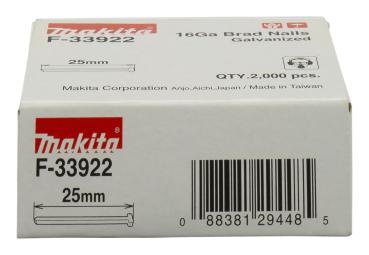 Makita®
F-33922
25mm
16Ga Brad Nails
Galvanized
QTY.2,000 pcs.
Makita Corporation Anjo,Aichi,Japan / Made in Taiwan
Makita®
F-33922
25mm
0 88381 29448 5